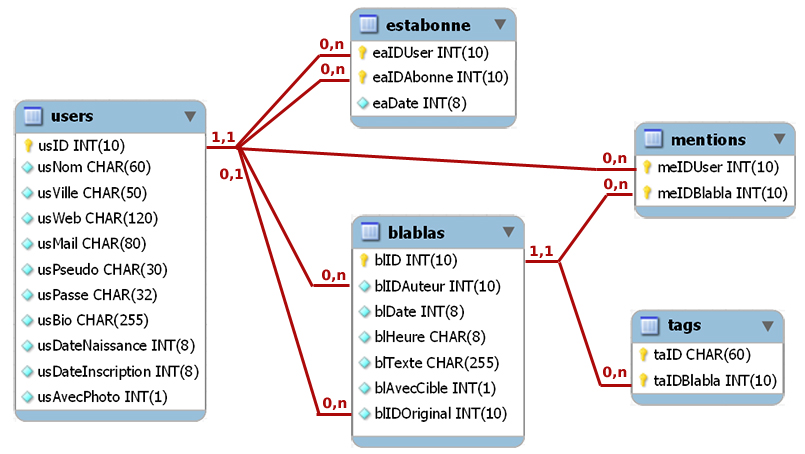 users
usID INT(10)
usNom CHAR(60)
usVille CHAR(50)
usWeb CHAR(120)
usMail CHAR(80)
usPseudo CHAR(30)
usPasse CHAR(32)
usBio CHAR(255)
usDateNaissance INT(8)
usDateInscription INT(8)
usAvecPhoto INT(1)
1,1
0,1
estabonne
0,n
eaIDUser INT(10)
0,n
eaIDAbonne INT(10)
eaDate INT(8)
blablas
blID INT(10)
0,n
blIDAuteur INT(10)
blDate INT(8)
blHeure CHAR(8)
blTexte CHAR(255)
blAvecCible INT(1)
0,n
blIDOriginal INT(10)
1,1
mentions
0,n
meIDUser INT(10)
0,n
meIDBlabla INT(10)
tags
taID CHAR(60)
0,n
taIDBlabla INT(10)